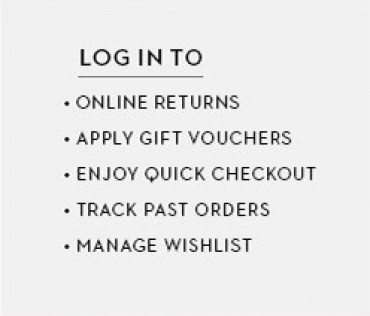 LOG IN TO
• ONLINE RETURNS
• APPLY GIFT VOUCHERS
• ENJOY QUICK CHECKOUT
• TRACK PAST ORDERS
• MANAGE WISHLIST